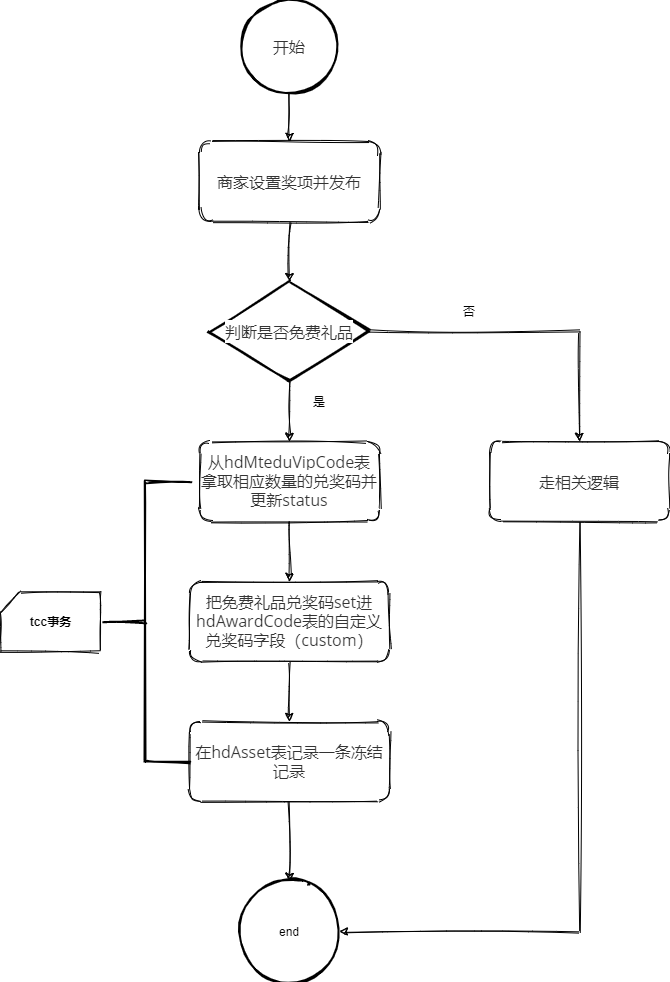 开始
商家设置奖项并发布
判断是否免费礼品
否
是
从hdMteduVipCode表
拿取相应数量的兑奖码并
更新status
走相关逻辑
把免费礼品兑奖码set进
hdAwardCode表的自定义
兑奖码字段（custom）
tcc事务
在hdAsset表记录一条冻结
记录
end